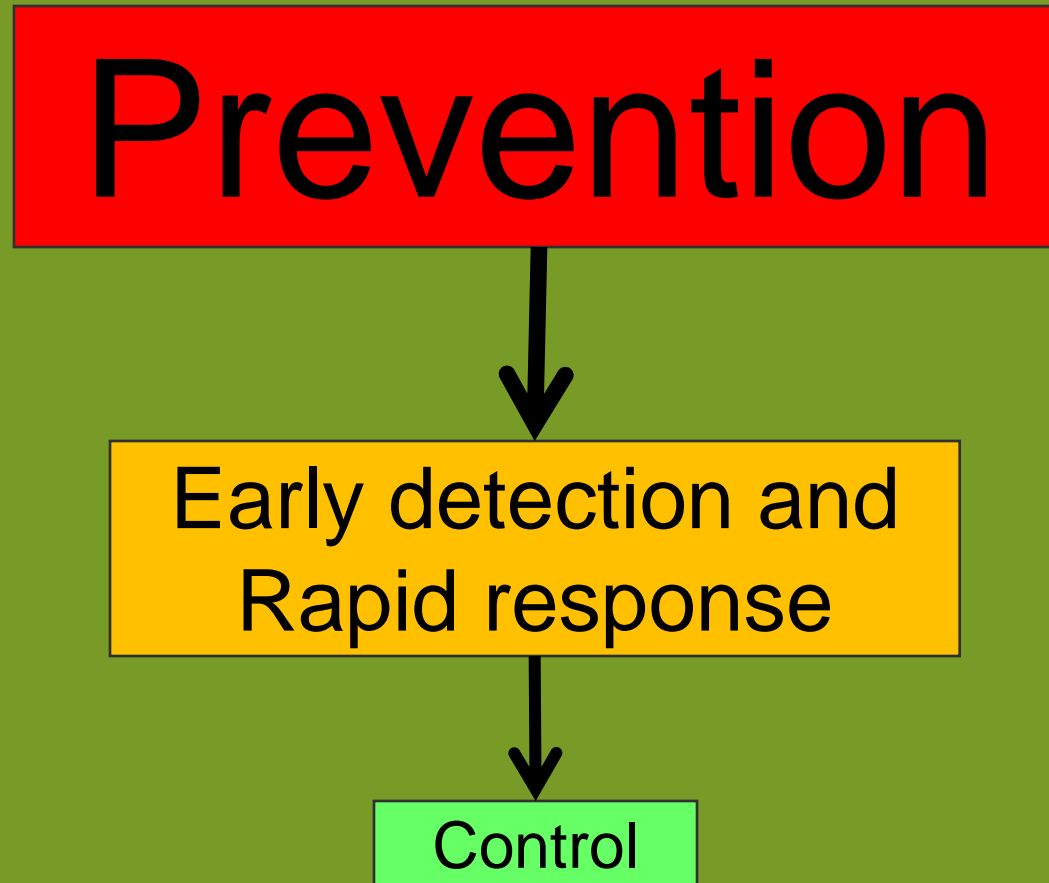 Prevention
Early detection and
Rapid response
Control